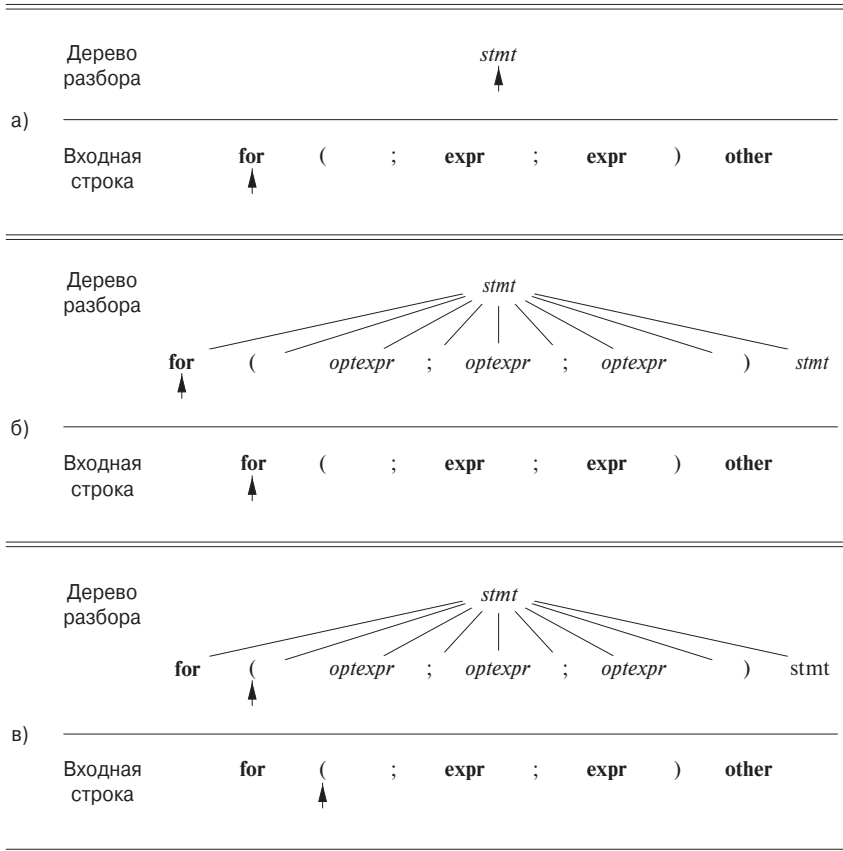 Дерево
разбора
stmt
а)
Входная
строка
for ( ; expr ; expr ) other
Дерево
разбора
stmt
for ( optexpr ; optexpr ; optexpr ) stmt
б)
Входная
строка
for ( ; expr ; expr ) other
Дерево
разбора
stmt
for ( optexpr ; optexpr ; optexpr ) stmt
в)
Входная
строка
for ( ; expr ; expr ) other